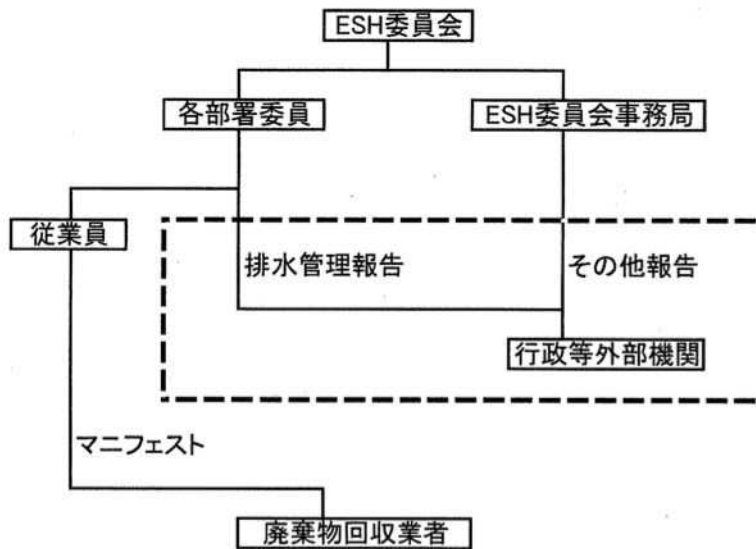 ESH委員会
各部署委員
ESH委員会事務局
従業員
排水管理報告
その他報告
行政等外部機関
マニフェスト
廃棄物回収業者